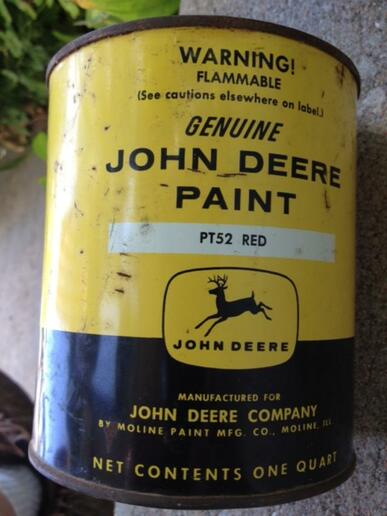 WARNING!
FLAMMABLE
(See cautions elsewhere on label.)
GENUINE
JOHN DEERE
PAINT
PT52 RED
JOHN DEERE
MANUFACTURED FOR
JOHN DEERE COMPANY
BY MOLINE PAINT MFG. CO., MOLINE, ILL.
NET CONTENTS ONE QUART